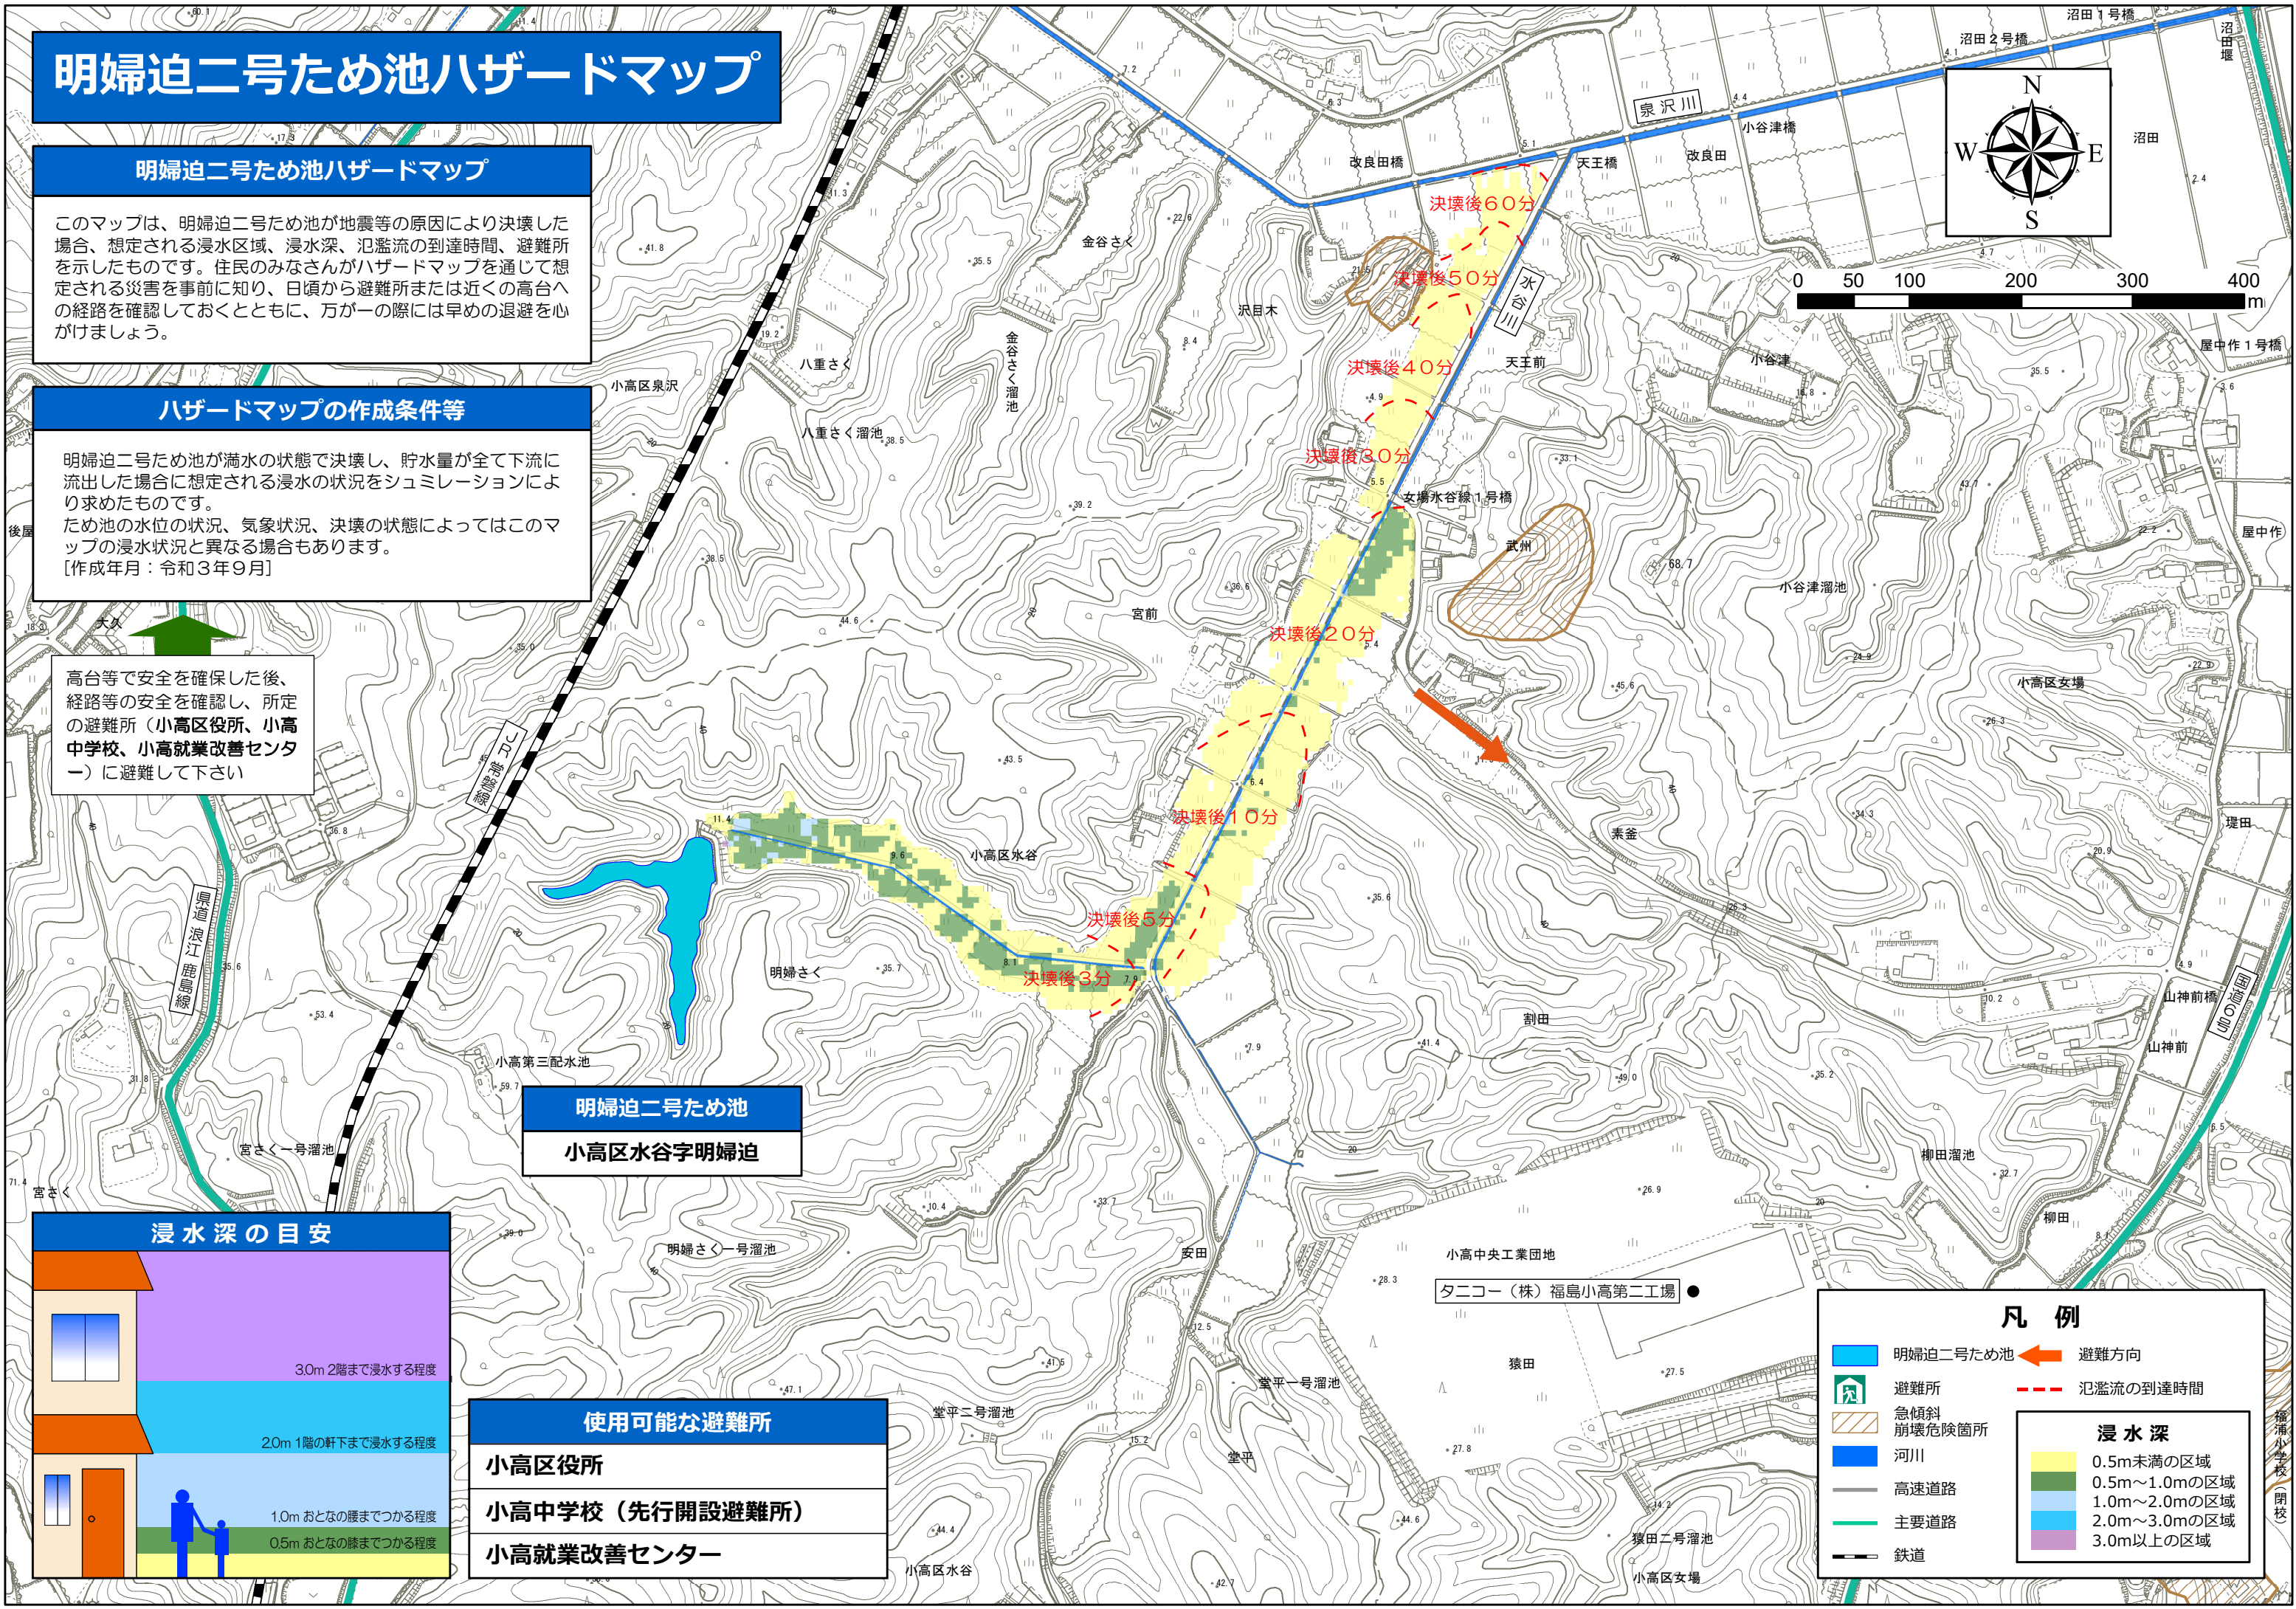 明婦迫二号ため池ハザードマップ
明婦迫二号ため池ハザードマップ
このマップは、明婦迫二号ため池が地震等の原因により決壊した
場合、想定される浸水区域、浸水深、氾濫流の到達時間、避難所
を示したものです。住民のみなさんがハザードマップを通じて想
定される災害を事前に知り、日頃から避難所または近くの高台へ
の経路を確認しておくとともに、万が一の際には早めの退避を心
がけましょう。
ハザードマップの作成条件等
明婦迫二号ため池が満水の状態で決壊し、貯水量が全て下流に
流出した場合に想定される浸水の状況をシュミレーションによ
り求めたものです。
ため池の水位の状況、気象状況、決壊の状態によってはこのマ
ップの浸水状況と異なる場合もあります。
[作成年月：令和３年９月]
高台等で安全を確保した後、
経路等の安全を確認し、所定
の避難所（小高区役所、小高
中学校、小高就業改善センタ
ー）に避難して下さい
沼田１号橋
沼田２号橋
沼田堰
沼田
泉沢川
小谷津橋
改良田橋
天王橋
改良田
N
W
E
S
0 50 100 200 300 400
m
決壊後６０分
決壊後５０分
決壊後４０分
決壊後３０分
決壊後２０分
決壊後１０分
決壊後５分
決壊後３分
水谷川
天王前
小谷津
屋中作１号橋
屋中作
金谷さく
沢目木
金谷さく溜池
八重さく
八重さく溜池
小高区泉沢
女場水谷線１号橋
武州
小谷津溜池
小高区女場
宮前
後屋
大久
JR常磐線
県道 浪江 鹿島線
小高区水谷
明婦さく
素釜
堤田
割田
山神前橋
山神前
国道6号
小高第三配水池
宮さく一号溜池
宮さく
明婦迫二号ため池
小高区水谷字明婦迫
明婦さく一号溜池
安田
小高中央工業団地
タニコー（株）福島小高第二工場
柳田溜池
柳田
猿田
堂平一号溜池
堂平二号溜池
堂平
猿田二号溜池
小高区女場
小高区水谷
福浦小学校（閉校）
浸水深の目安
3.0m 2階まで浸水する程度
2.0m 1階の軒下まで浸水する程度
1.0m おとなの腰までつかる程度
0.5m おとなの膝までつかる程度
使用可能な避難所
小高区役所
小高中学校（先行開設避難所）
小高就業改善センター
凡 例
明婦迫二号ため池
避難方向
避難所
氾濫流の到達時間
急傾斜
崩壊危険箇所
河川
高速道路
主要道路
鉄道
浸 水 深
0.5m未満の区域
0.5m～1.0mの区域
1.0m～2.0mの区域
2.0m～3.0mの区域
3.0m以上の区域